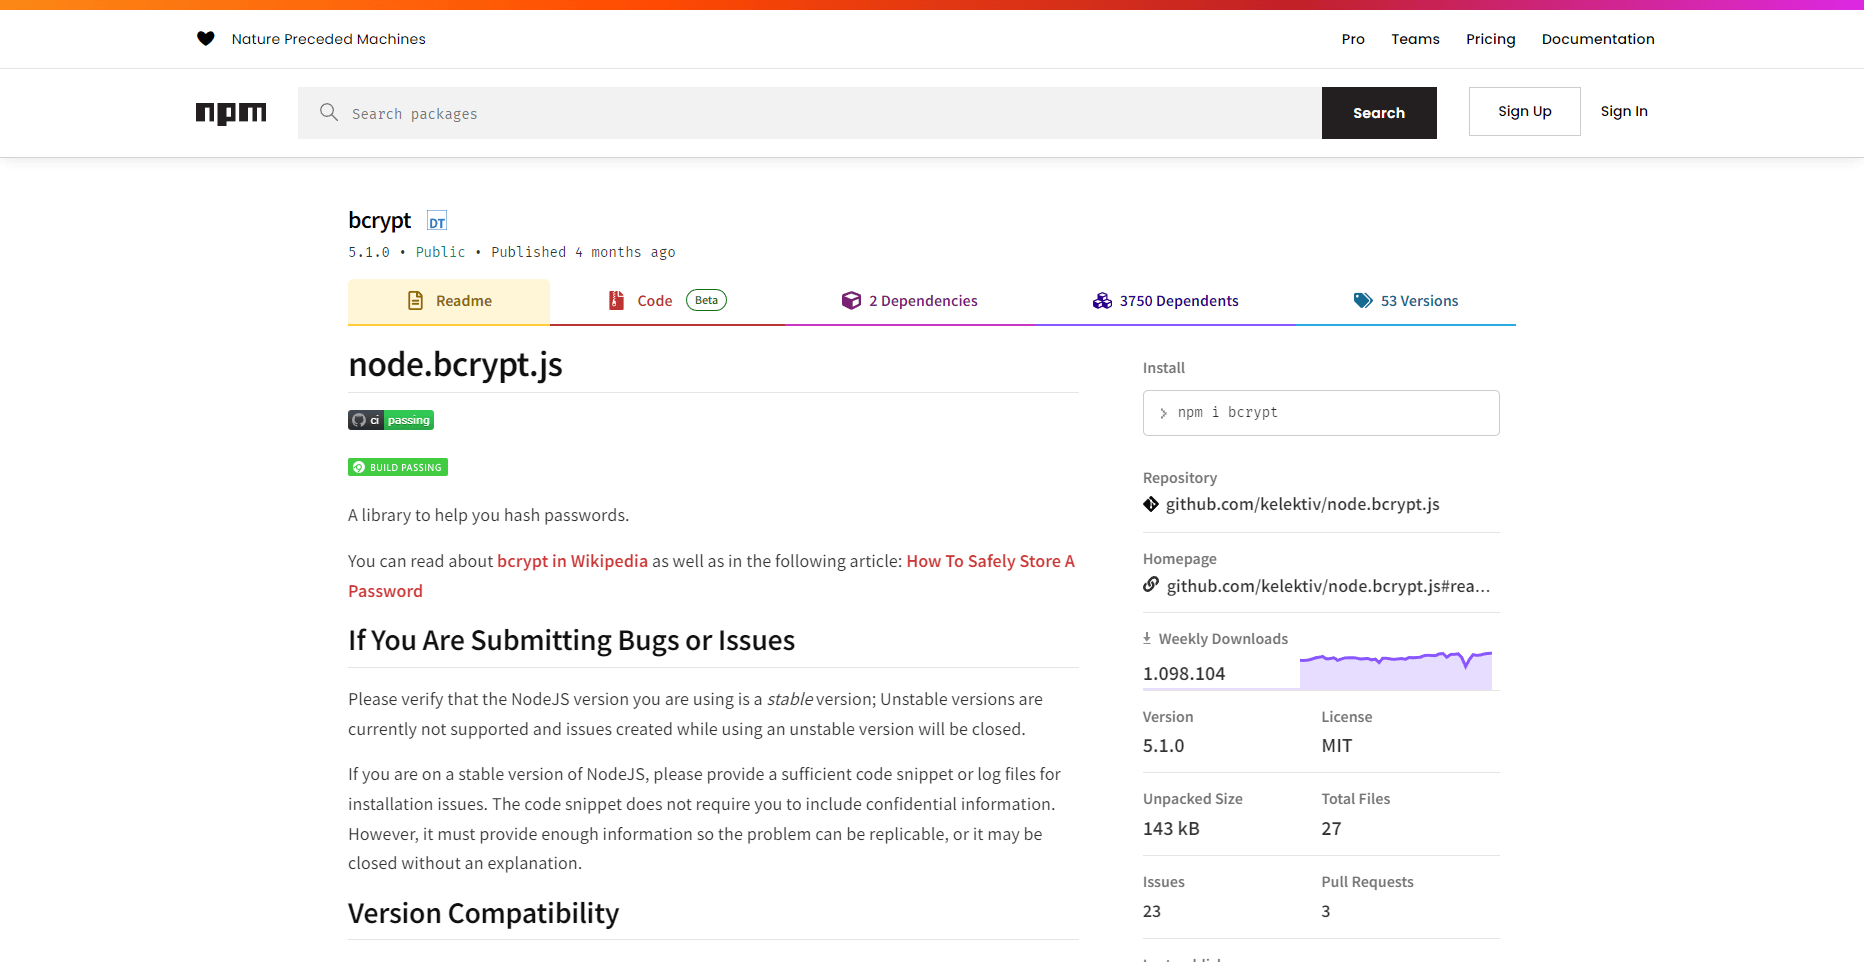 Nature Preceded Machines
Pro
Teams
Pricing
Documentation
npm
Search packages
Search
Sign Up
Sign In
bcrypt DT
5.1.0 • Public • Published 4 months ago
Readme
Code Beta
2 Dependencies
3750 Dependents
53 Versions
node.bcrypt.js
ci passing
BUILD PASSING
A library to help you hash passwords.
You can read about bcrypt in Wikipedia as well as in the following article: How To Safely Store A
Password
If You Are Submitting Bugs or Issues
Please verify that the NodeJS version you are using is a stable version; Unstable versions are
currently not supported and issues created while using an unstable version will be closed.
If you are on a stable version of NodeJS, please provide a sufficient code snippet or log files for
installation issues. The code snippet does not require you to include confidential information.
However, it must provide enough information so the problem can be replicable, or it may be
closed without an explanation.
Version Compatibility
Install
npm i bcrypt
Repository
github.com/kelektiv/node.bcrypt.js
Homepage
github.com/kelektiv/node.bcrypt.js#rea...
Weekly Downloads
1.098.104
Version
5.1.0
License
MIT
Unpacked Size
143 kB
Total Files
27
Issues
23
Pull Requests
3